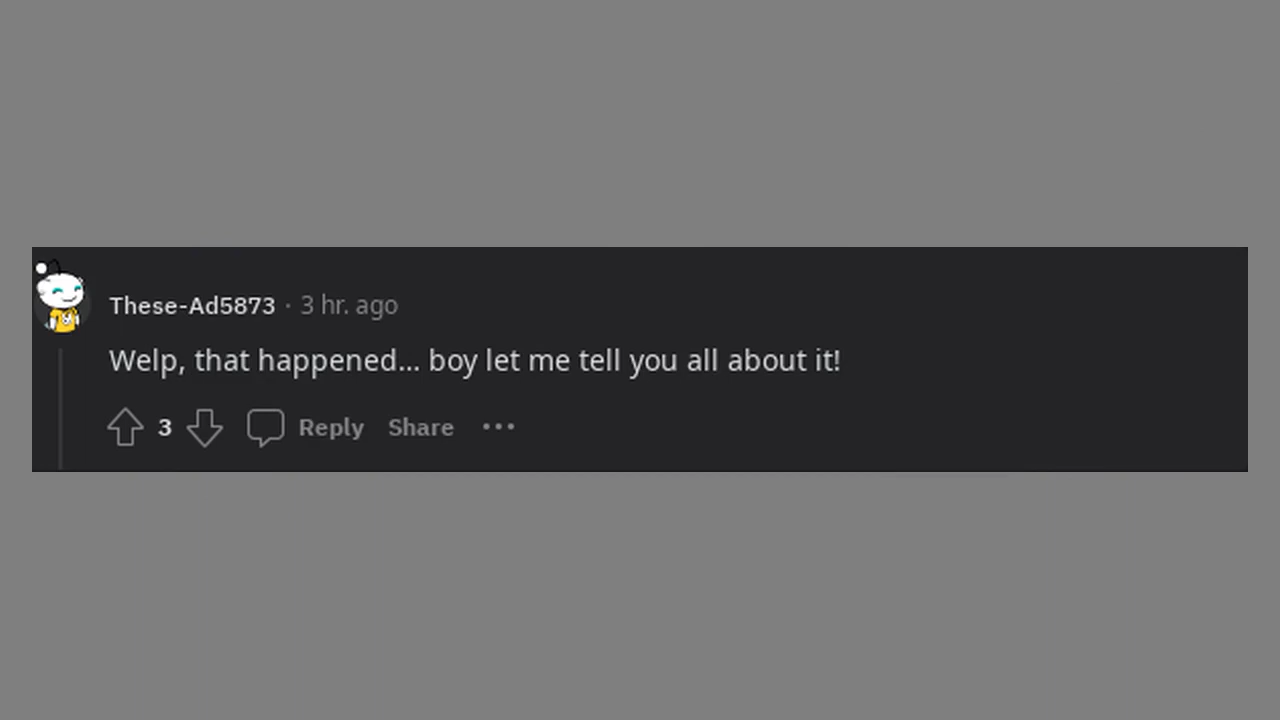 These-Ad5873 · 3 hr. ago
Welp, that happened... boy let me tell you all about it!
3 Reply Share ...